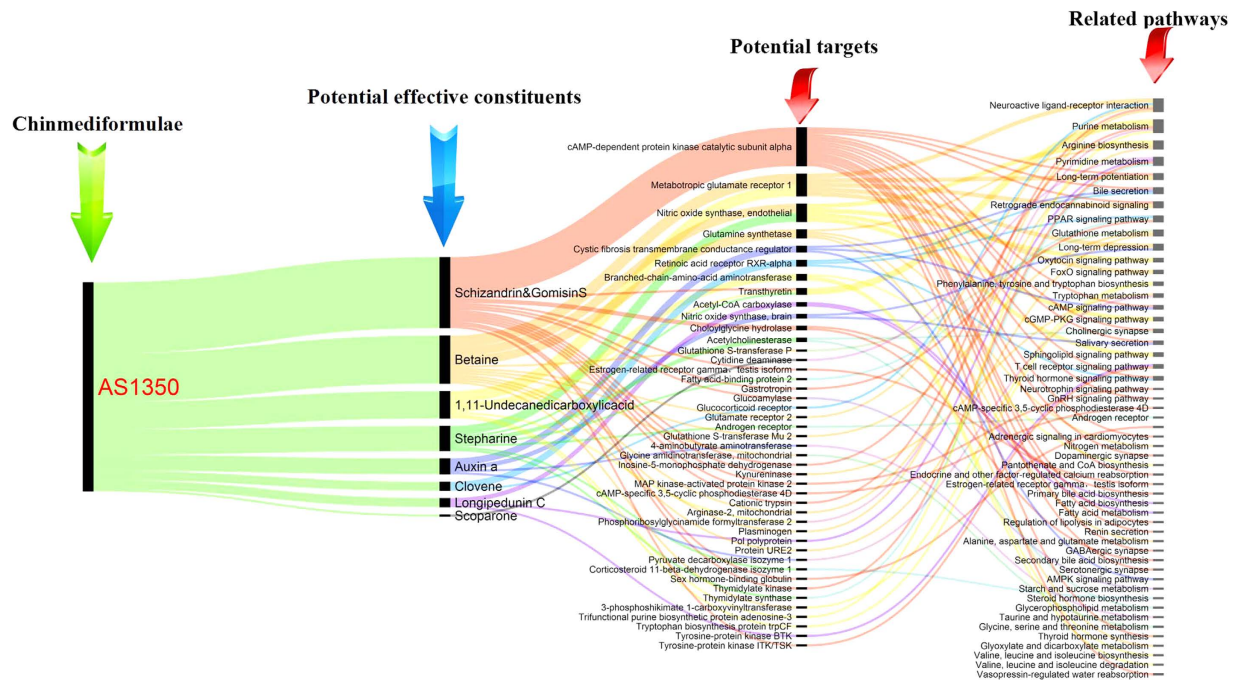 Related pathways
Potential targets
Potential effective constituents
Chinmediformulae
AS1350
Schizandrin&GomisinS
Betaine
1,11-Undecanedicarboxylicacid
Stepharine
Auxin a
Clovene
Longipedunin C
Scoparone
cAMP-dependent protein kinase catalytic subunit alpha
Metabotropic glutamate receptor 1
Nitric oxide synthase, endothelial
Glutamine synthetase
Cystic fibrosis transmembrane conductance regulator
Retinoic acid receptor RXR-alpha
Branched-chain-amino-acid aminotransferase
Transthyretin
Acetyl-CoA carboxylase
Nitric oxide synthase, brain
Choloylglycine hydrolase
Acetylcholinesterase
Glutathione S-transferase P
Cytidine deaminase
Estrogen-related receptor gamma, testis isoform
Fatty acid-binding protein 2
Gastrotropin
Glucoamylase
Glucocorticoid receptor
Glutamate receptor 2
Androgen receptor
Glutathione S-transferase Mu 2
4-aminobutyrate aminotransferase
Glycine amidinotransferase, mitochondrial
Inosine-5-monophosphate dehydrogenase
Kynureninase
MAP kinase-activated protein kinase 2
cAMP-specific 3,5-cyclic phosphodiesterase 4D
Cationic trypsin
Arginase-2, mitochondrial
Phosphoribosylglycinamide formyltransferase 2
Plasminogen
Pol polyprotein
Protein URE2
Pyruvate decarboxylase isozyme 1
Corticosteroid 11-beta-dehydrogenase isozyme 1
Sex hormone-binding globulin
Thymidylate kinase
Thymidylate synthase
3-phosphoshikimate 1-carboxyvinyltransferase
Trifunctional purine biosynthetic protein adenosine-3
Tryptophan biosynthesis protein trpCF
Tyrosine-protein kinase BTK
Tyrosine-protein kinase ITK/TSK
Neuroactive ligand-receptor interaction
Purine metabolism
Arginine biosynthesis
Pyrimidine metabolism
Long-term potentiation
Bile secretion
Retrograde endocannabinoid signaling
PPAR signaling pathway
Glutathione metabolism
Long-term depression
Oxytocin signaling pathway
FoxO signaling pathway
Phenylalanine, tyrosine and tryptophan biosynthesis
Tryptophan metabolism
cAMP signaling pathway
cGMP-PKG signaling pathway
Cholinergic synapse
Salivary secretion
Sphingolipid signaling pathway
T cell receptor signaling pathway
Thyroid hormone signaling pathway
Neurotrophin signaling pathway
GnRH signaling pathway
cAMP-specific 3,5-cyclic phosphodiesterase 4D
Androgen receptor
Adrenergic signaling in cardiomyocytes
Nitrogen metabolism
Dopaminergic synapse
Pantothenate and CoA biosynthesis
Endocrine and other factor-regulated calcium reabsorption
Estrogen-related receptor gamma, testis isoform
Primary bile acid biosynthesis
Fatty acid biosynthesis
Fatty acid metabolism
Regulation of lipolysis in adipocytes
Renin secretion
Alanine, aspartate and glutamate metabolism
GABAergic synapse
Secondary bile acid biosynthesis
Serotonergic synapse
AMPK signaling pathway
Starch and sucrose metabolism
Steroid hormone biosynthesis
Glycerophospholipid metabolism
Taurine and hypotaurine metabolism
Glycine, serine and threonine metabolism
Thyroid hormone synthesis
Glyoxylate and dicarboxylate metabolism
Valine, leucine and isoleucine biosynthesis
Valine, leucine and isoleucine degradation
Vasopressin-regulated water reabsorption